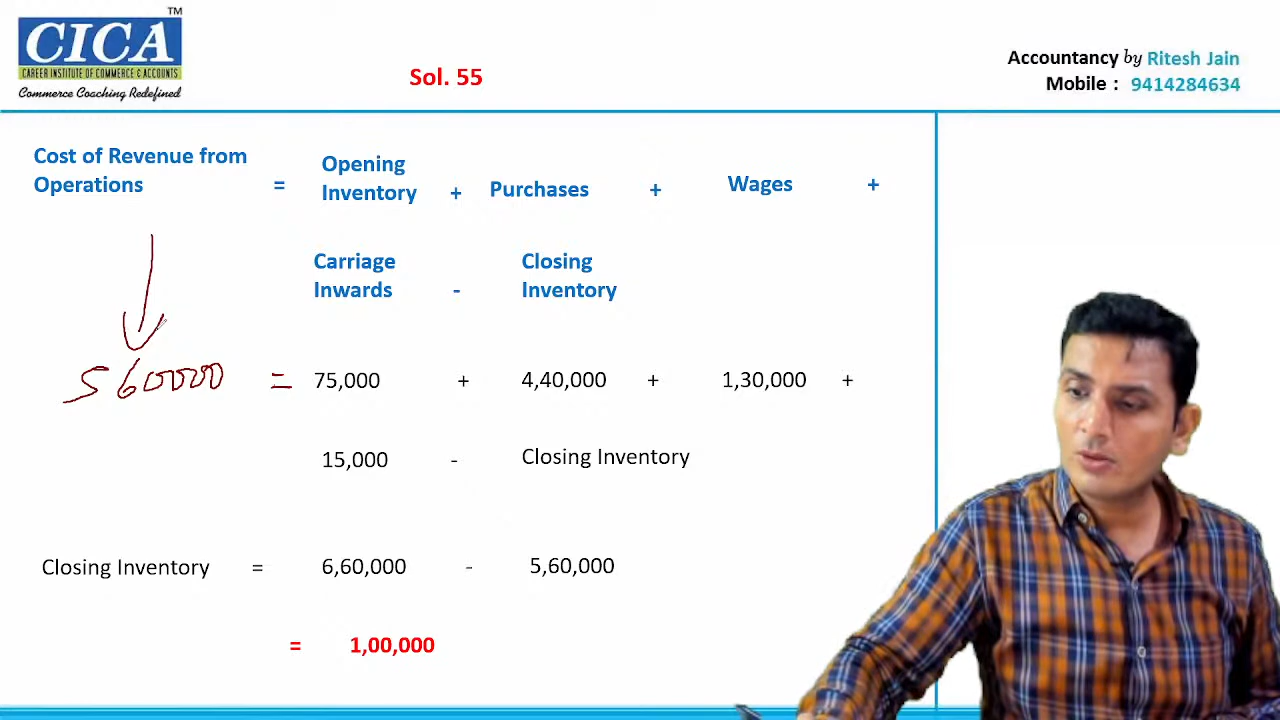 TM
CICA
CAREER INSTITUTE OF COMMERCE & ACCOUNTS
Commerce Coaching Redefined
Sol. 55
Accountancy by Ritesh Jain
Mobile : 9414284634
Cost of Revenue from
Operations
=
Opening
Inventory
+
Purchases
+
Wages
+
Carriage
Inwards
-
Closing
Inventory
560000 = 75,000 + 4,40,000 + 1,30,000 +
15,000 - Closing Inventory
Closing Inventory = 6,60,000 - 5,60,000
= 1,00,000